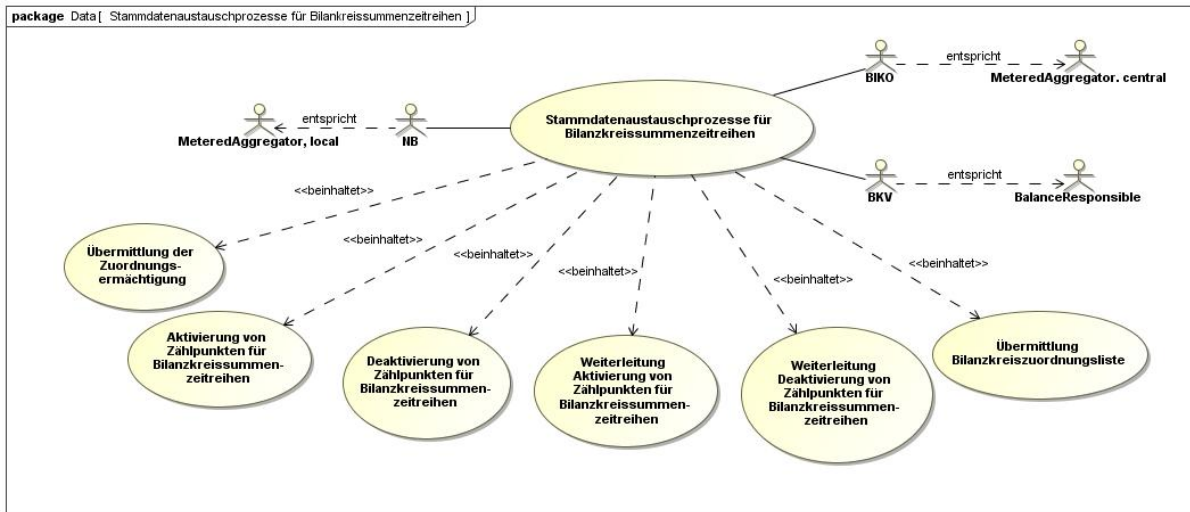 package Data [ Stammdatenaustauschprozesse für Bilankreissummenzeitreihen ]
entspricht
BIKO
MeteredAggregator. central
Stammdatenaustauschprozesse für
Bilanzkreissummenzeitreihen
entspricht
MeteredAggregator, local
NB
entspricht
BKV
BalanceResponsible
<<beinhaltet>>
<<beinhaltet>>
<<beinhaltet>>
<<beinhaltet>>
<<beinhaltet>>
<<beinhaltet>>
Übermittlung der
Zuordnungs-
ermächtigung
Aktivierung von
Zählpunkten für
Bilanzkreissummen-
zeitreihen
Deaktivierung von
Zählpunkten für
Bilanzkreissummen-
zeitreihen
Weiterleitung
Aktivierung von
Zählpunkten für
Bilanzkreissummen-
zeitreihen
Weiterleitung
Deaktivierung von
Zählpunkten für
Bilanzkreissummen-
zeitreihen
Übermittlung
Bilanzkreiszuordnungsliste